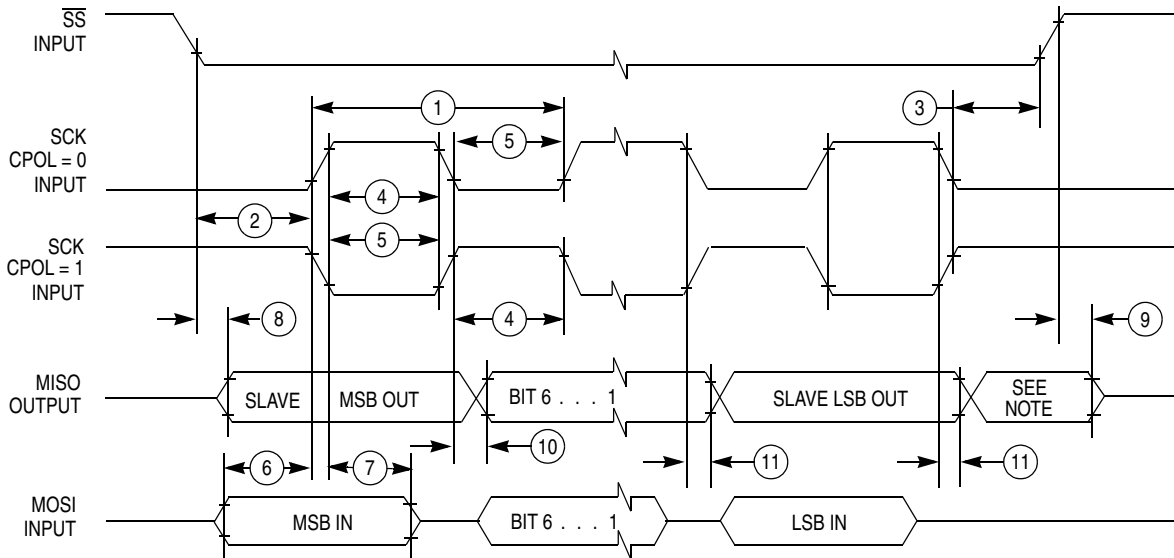 SS
INPUT
1
3
SCK
CPOL = 0
INPUT
5
4
2
SCK
CPOL = 1
INPUT
5
4
8
9
MISO
OUTPUT
SLAVE MSB OUT
BIT 6 . . . 1
SLAVE LSB OUT
SEE
NOTE
10
11
11
6
7
MOSI
INPUT
MSB IN
BIT 6 . . . 1
LSB IN